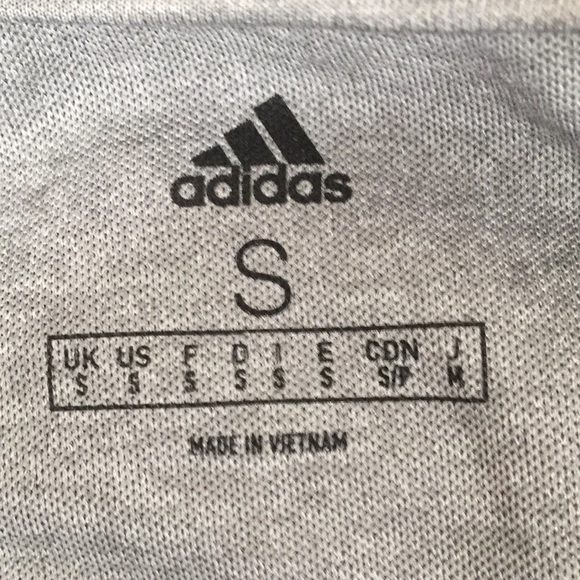 adidas
S
UK US F D I E CDN J
S S S S S S S/P M
MADE IN VIETNAM